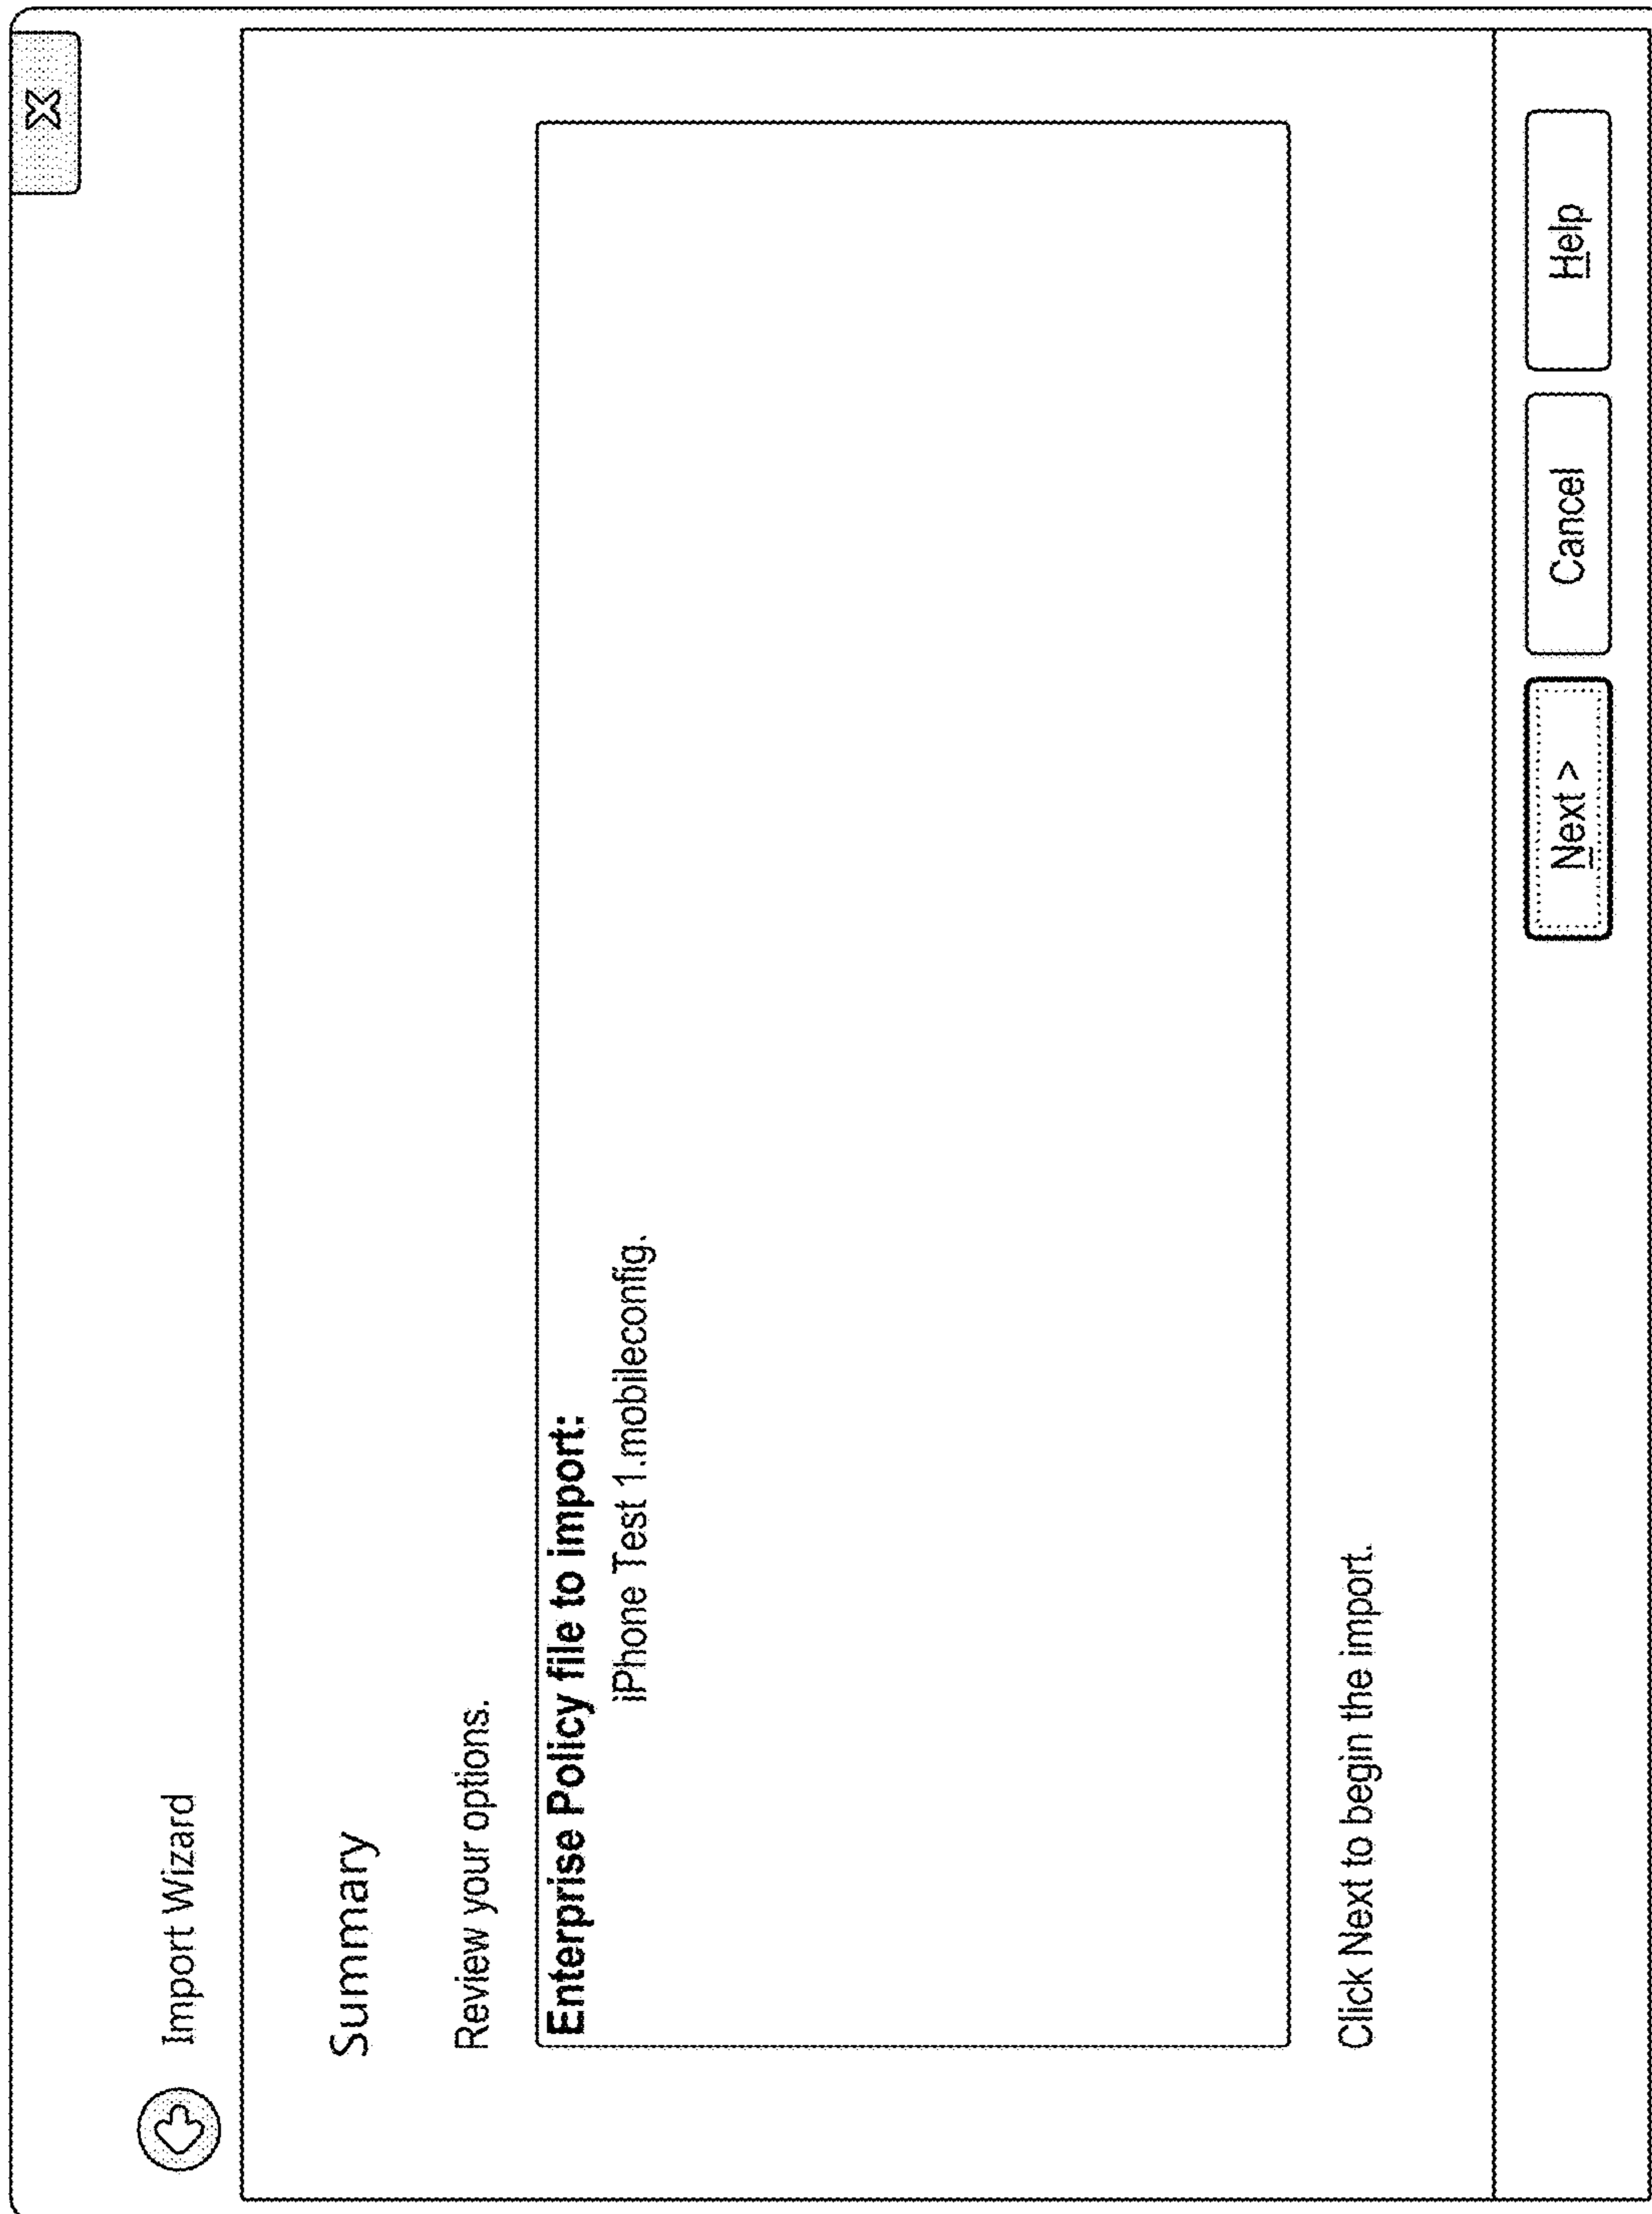 X
Import Wizard
Summary
Review your options.
Enterprise Policy file to import:
iPhone Test 1.mobileconfig.
Click Next to begin the import.
Next >
Cancel
Help